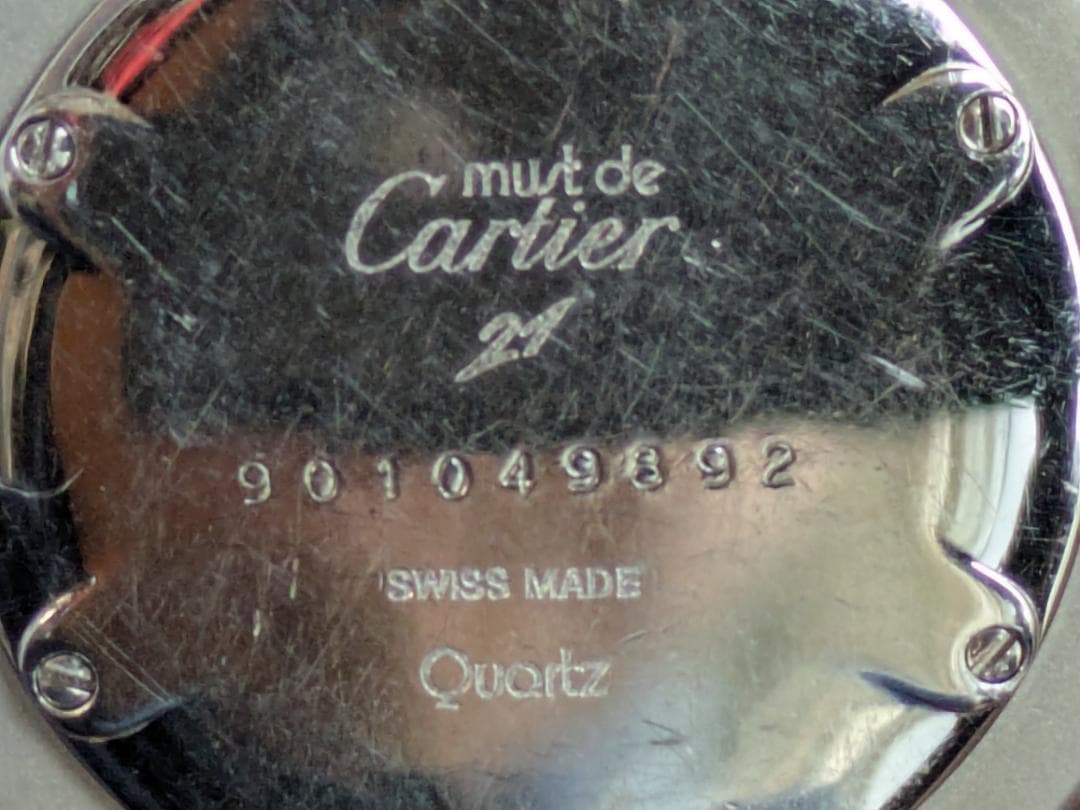 must de
Cartier
21
901049892
SWISS MADE
Quartz